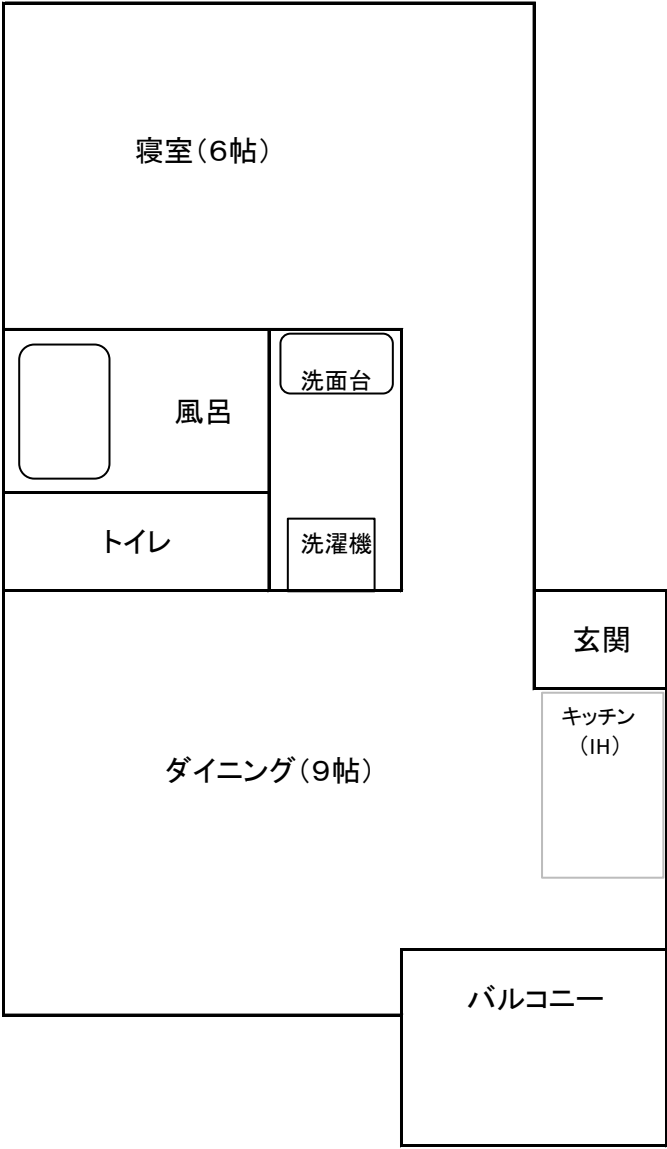 寝室（６帖）
洗面台
風呂
トイレ
洗濯機
玄関
キッチン
（IH）
ダイニング（９帖）
バルコニー